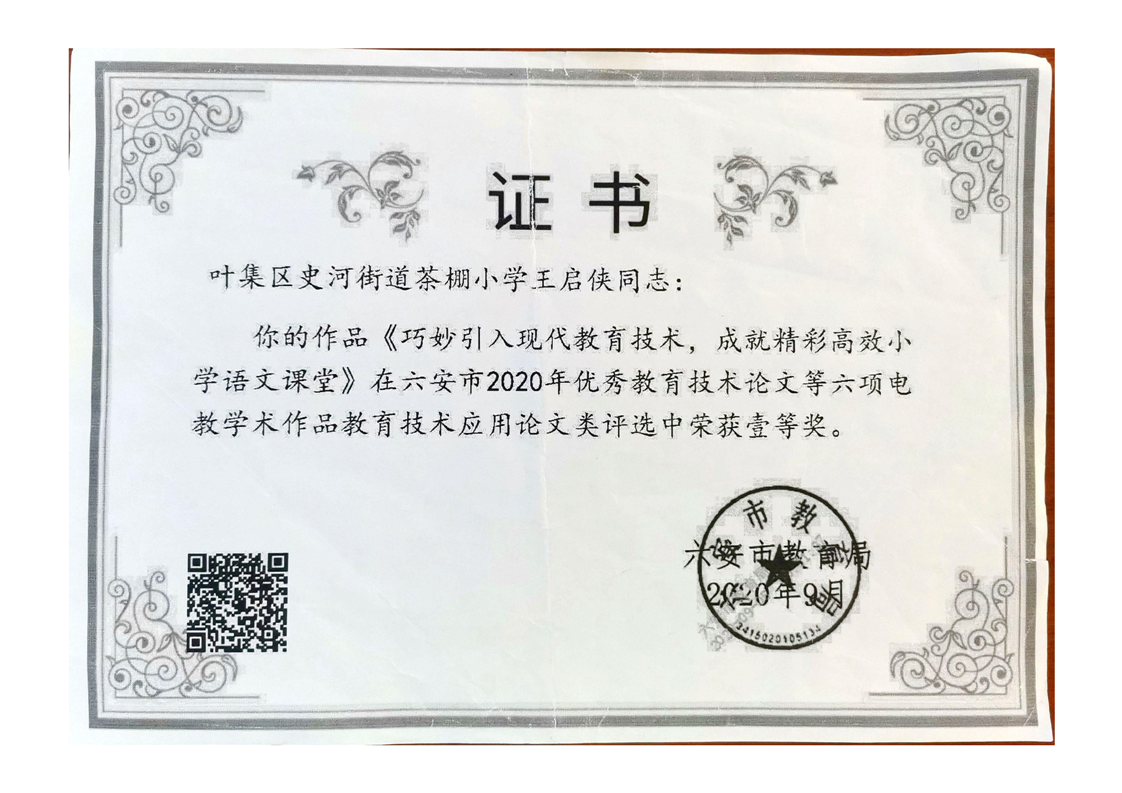 证书
叶集区史河街道茶棚小学王启侠同志：
你的作品《巧妙引入现代教育技术，成就精彩高效小
学语文课堂》在六安市2020年优秀教育技术论文等六项电
教学术作品教育技术应用论文类评选中荣获壹等奖。
六安市教育局
六安市教育局
2020年9月
3415020105134